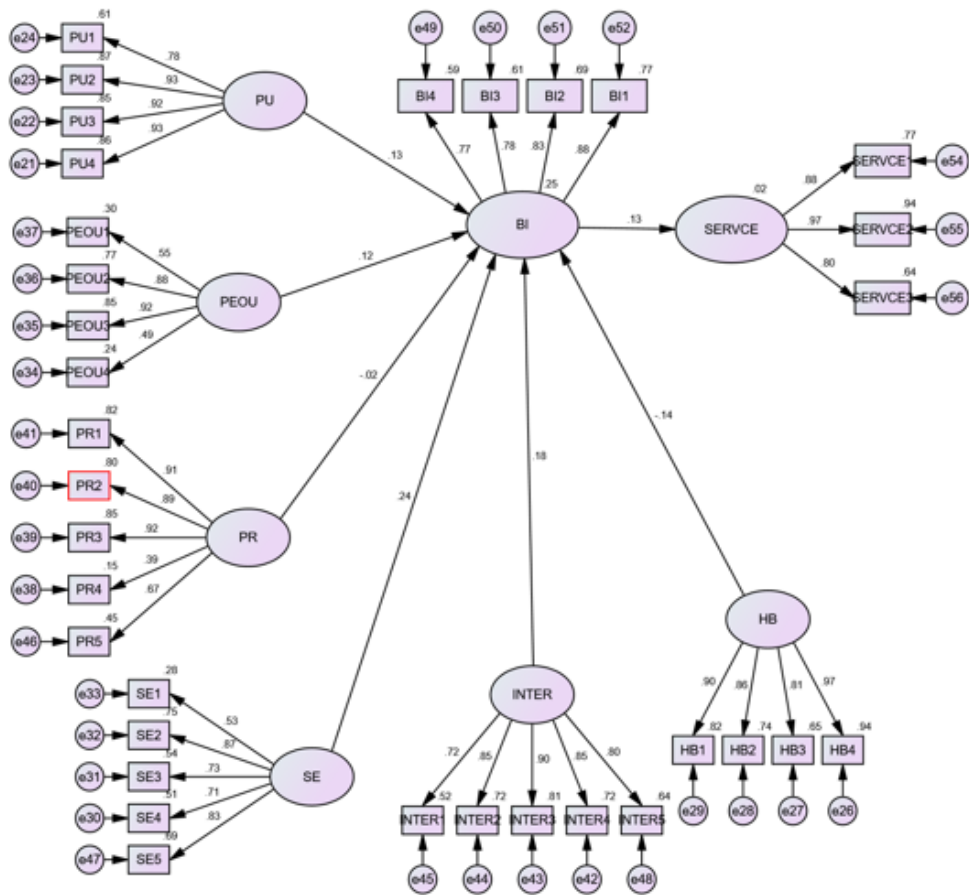 .61
e24 PU1
.78
.87
e23 PU2
.93
PU
.85
e22 PU3
.92
.86
e21 PU4
.93
.13
e49 e50 e51 e52
.59 .61 .69 .77
BI4 BI3 BI2 BI1
.77 .78 .83 .88
.25
BI
.13
.02
SERVCE
.77
SERVCE1 e54
.88
.94
SERVCE2 e55
.97
.64
SERVCE3 e56
.80
.30
e37 PEOU1
.55
.77
e36 PEOU2
.88
PEOU
.12
.85
e35 PEOU3
.92
.24
e34 PEOU4
.49
-.02
-.14
.82
e41 PR1
.91
.80
e40 PR2
.89
.85
e39 PR3
.92
PR
.15
e38 PR4
.39
.45
e46 PR5
.67
.18
.24
.28
e33 SE1
.53
.75
e32 SE2
.87
.54
e31 SE3
.73
SE
.51
e30 SE4
.71
.69
e47 SE5
.83
INTER
.72 .85 .90 .85 .80
.52 .72 .81 .72 .64
INTER1 INTER2 INTER3 INTER4 INTER5
e45 e44 e43 e42 e48
HB
.90 .86 .81 .97
.82 .74 .65 .94
HB1 HB2 HB3 HB4
e29 e28 e27 e26